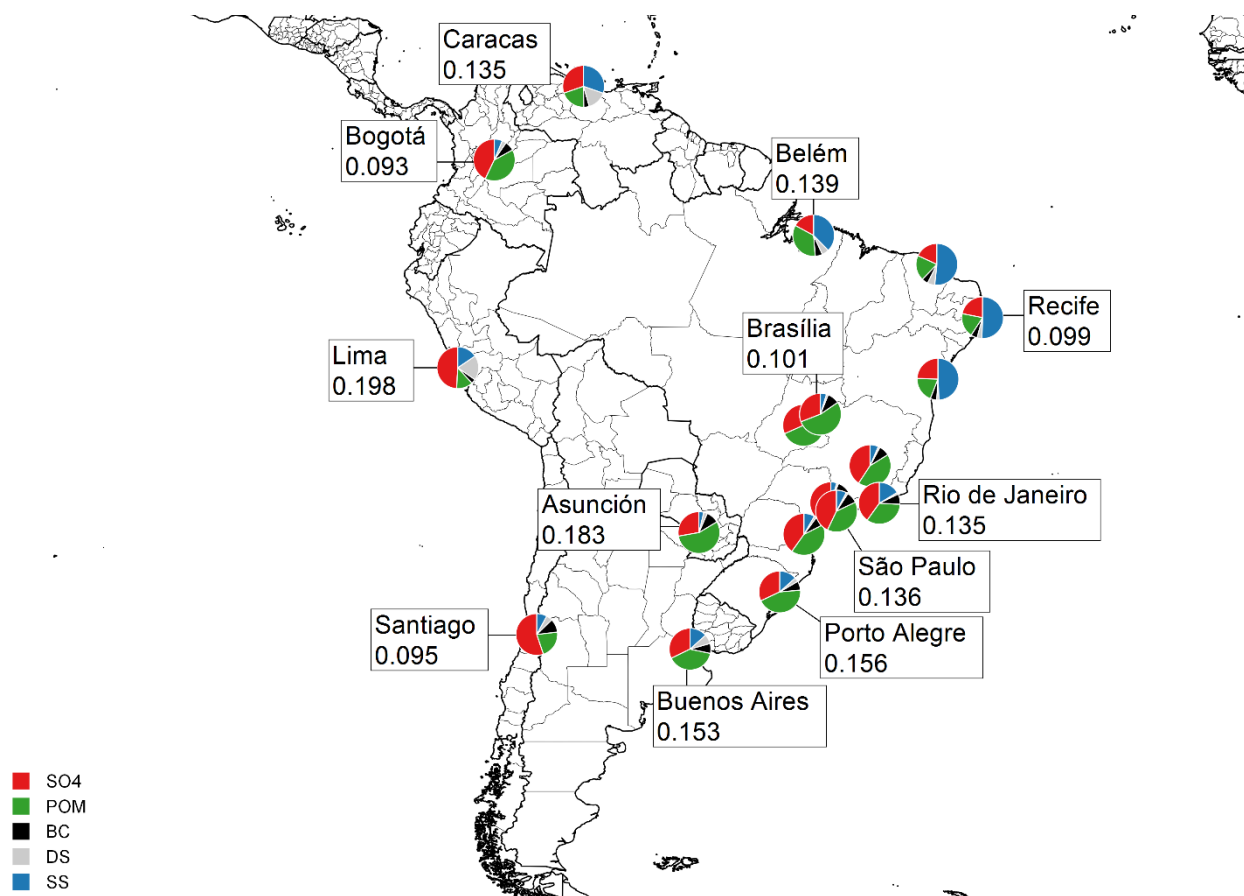 Caracas
0.135
Bogotá
0.093
Belém
0.139
Recife
0.099
Brasília
0.101
Lima
0.198
Rio de Janeiro
0.135
Asunción
0.183
São Paulo
0.136
Santiago
0.095
Porto Alegre
0.156
Buenos Aires
0.153
SO4
POM
BC
DS
SS